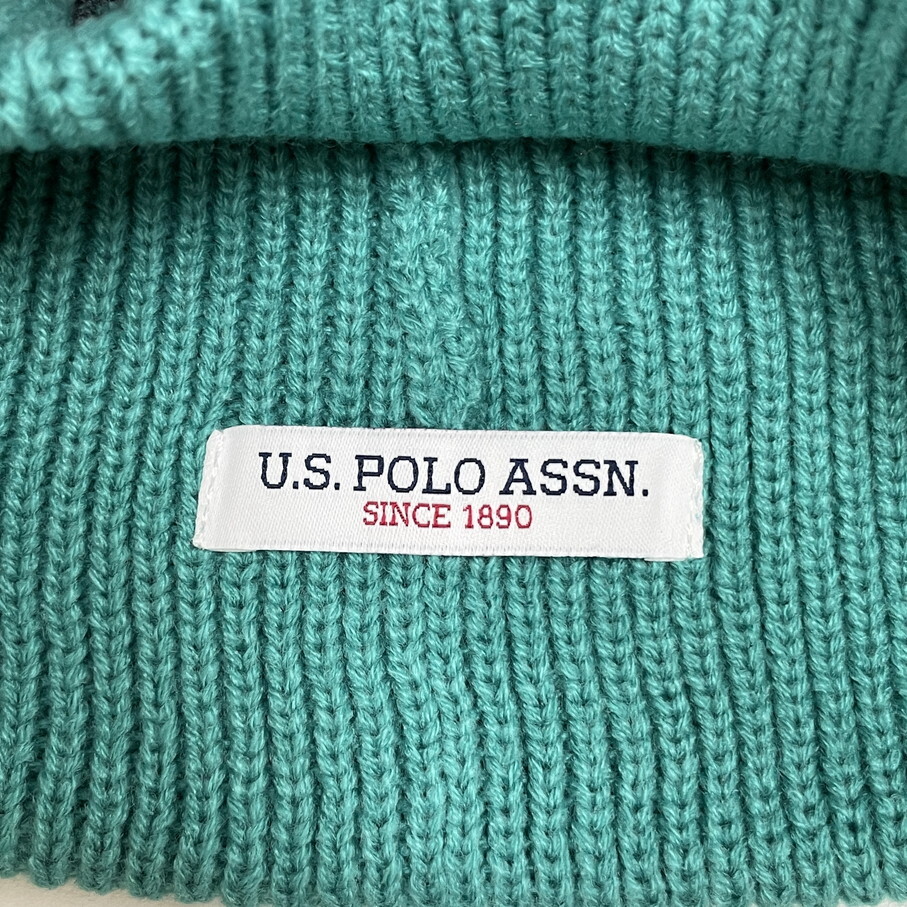 U.S. POLO ASSN.
SINCE 1890